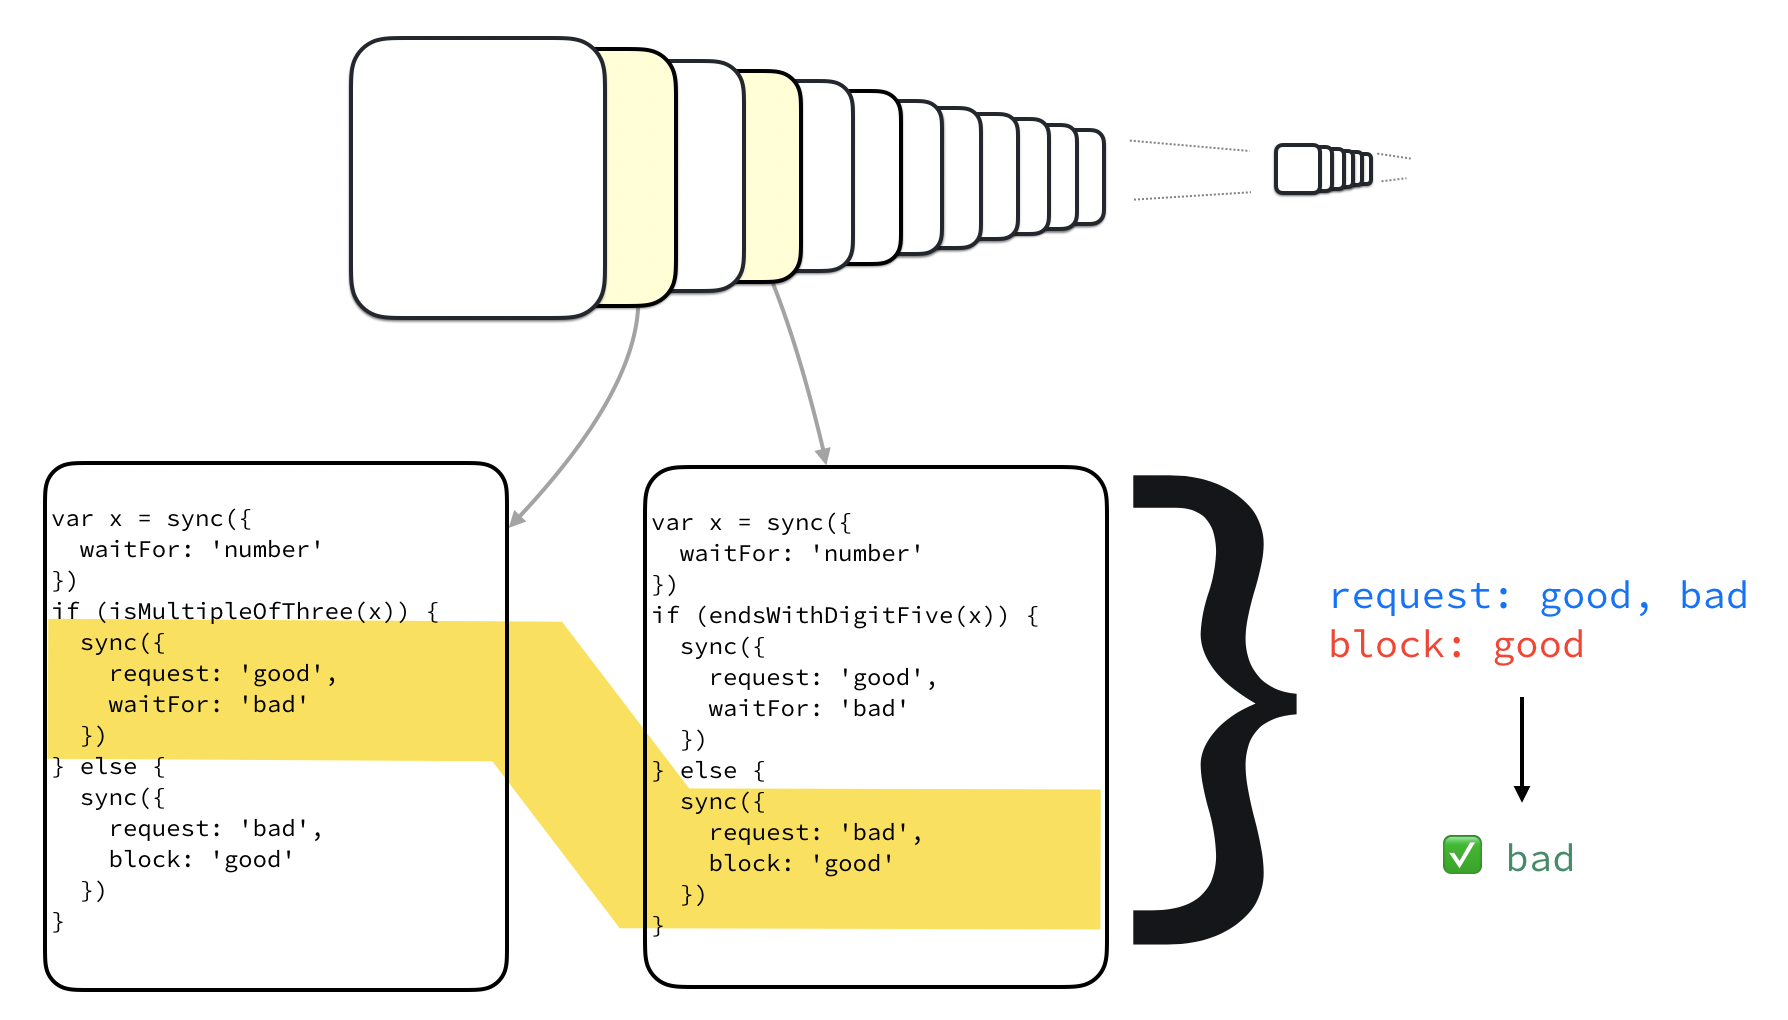 var x = sync({
  waitFor: 'number'
})
if (isMultipleOfThree(x)) {
  sync({
    request: 'good',
    waitFor: 'bad'
  })
} else {
  sync({
    request: 'bad',
    block: 'good'
  })
}
var x = sync({
  waitFor: 'number'
})
if (endsWithDigitFive(x)) {
  sync({
    request: 'good',
    waitFor: 'bad'
  })
} else {
  sync({
    request: 'bad',
    block: 'good'
  })
}
}
request: good, bad
block: good
✅ bad